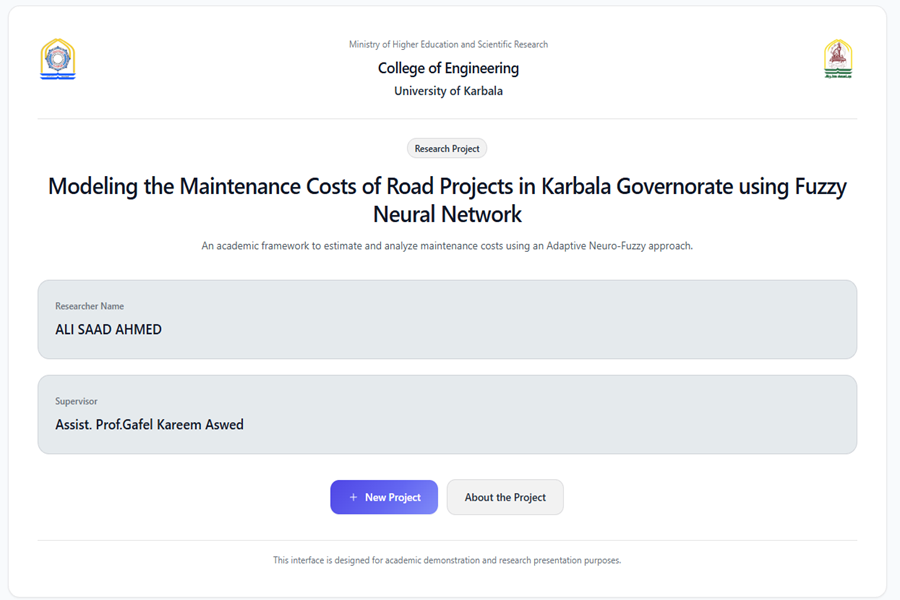 Ministry of Higher Education and Scientific Research
College of Engineering
University of Karbala
Research Project
Modeling the Maintenance Costs of Road Projects in Karbala Governorate using Fuzzy
Neural Network
An academic framework to estimate and analyze maintenance costs using an Adaptive Neuro-Fuzzy approach.
Researcher Name
ALI SAAD AHMED
Supervisor
Assist. Prof.Gafel Kareem Aswed
+ New Project
About the Project
This interface is designed for academic demonstration and research presentation purposes.